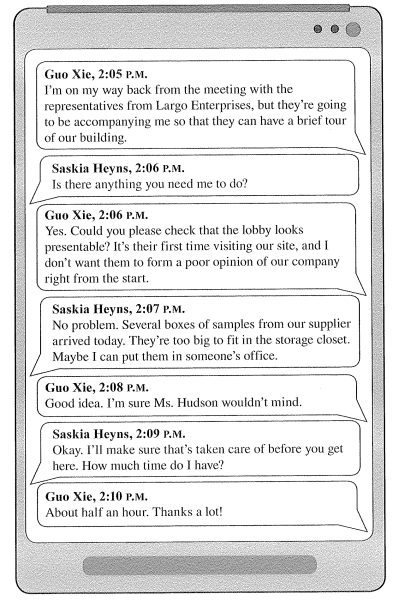 Guo Xie, 2:05 P.M.
I'm on my way back from the meeting with the
representatives from Largo Enterprises, but they're going
to be accompanying me so that they can have a brief tour
of our building.
Saskia Heyns, 2:06 P.M.
Is there anything you need me to do?
Guo Xie, 2:06 P.M.
Yes. Could you please check that the lobby looks
presentable? It's their first time visiting our site, and I
don't want them to form a poor opinion of our company
right from the start.
Saskia Heyns, 2:07 P.M.
No problem. Several boxes of samples from our supplier
arrived today. They're too big to fit in the storage closet.
Maybe I can put them in someone's office.
Guo Xie, 2:08 P.M.
Good idea. I'm sure Ms. Hudson wouldn't mind.
Saskia Heyns, 2:09 P.M.
Okay. I'll make sure that's taken care of before you get
here. How much time do I have?
Guo Xie, 2:10 P.M.
About half an hour. Thanks a lot!